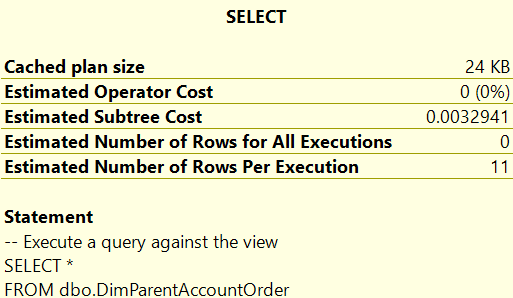 SELECT
Cached plan size 24 KB
Estimated Operator Cost 0 (0%)
Estimated Subtree Cost 0.0032941
Estimated Number of Rows for All Executions 0
Estimated Number of Rows Per Execution 11
Statement
-- Execute a query against the view
SELECT *
FROM dbo.DimParentAccountOrder